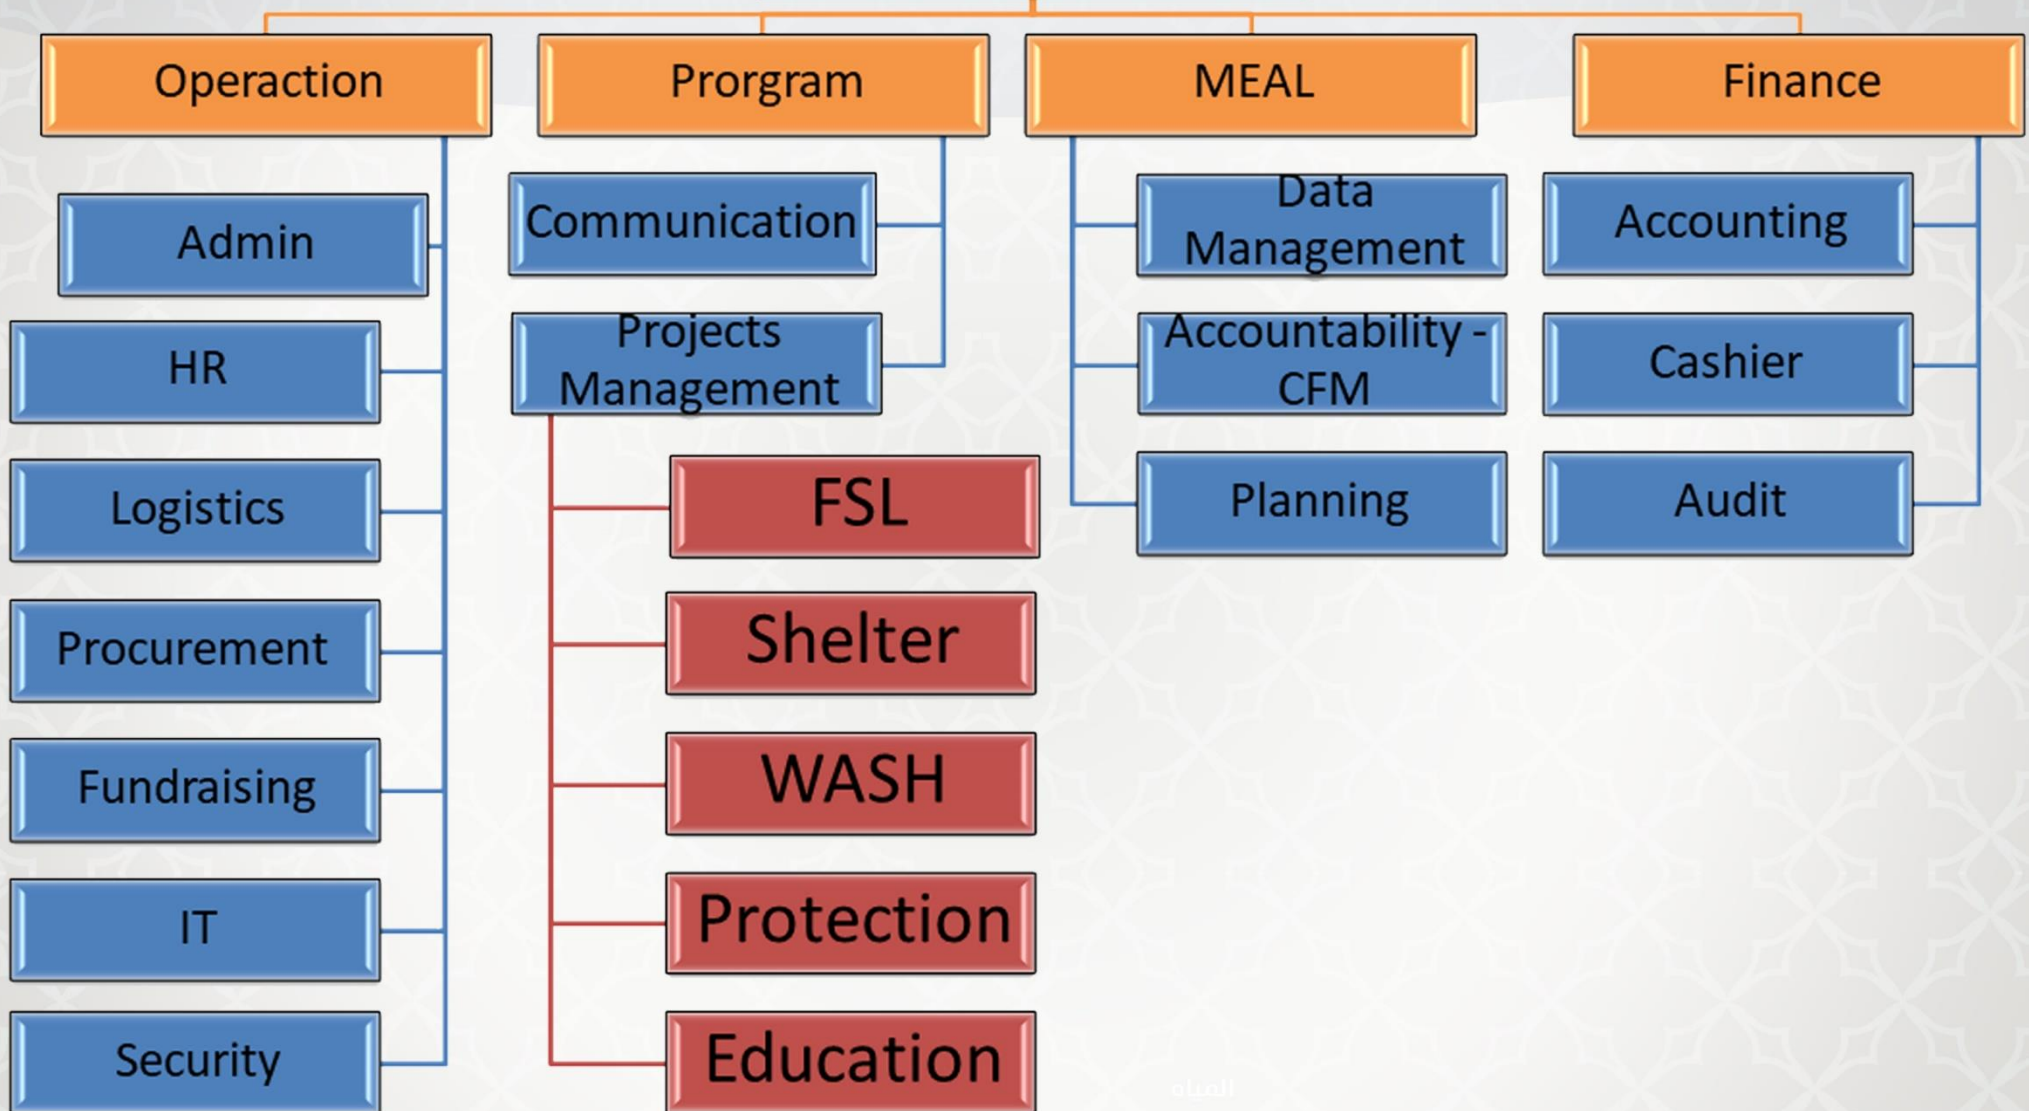 Operaction
Prorgram
MEAL
Finance
Admin
HR
Logistics
Procurement
Fundraising
IT
Security
Communication
Projects
Management
FSL
Shelter
WASH
Protection
Education
Data
Management
Accountability -
CFM
Planning
Accounting
Cashier
Audit